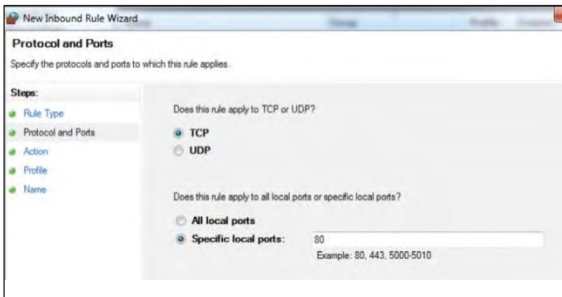 New Inbound Rule Wizard
Protocol and Ports
Specify the protocols and ports to which this rule applies.
Steps:
Rule Type
Protocol and Ports
Action
Profile
Name
Does this rule apply to TCP or UDP?
TCP
UDP
Does this rule apply to all local ports or specific local ports?
All local ports
Specific local ports: 80
Example: 80, 443, 5000-5010